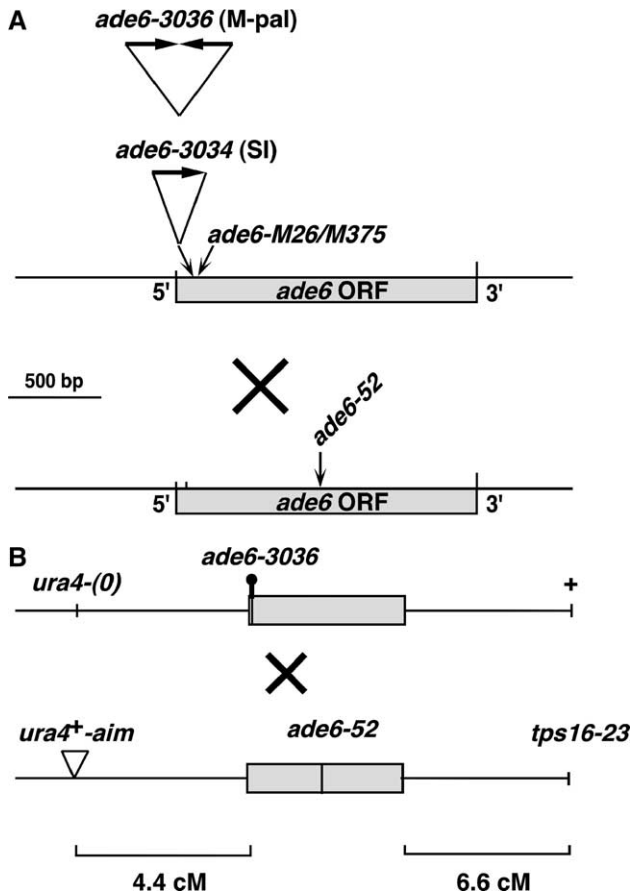 A
ade6-3036 (M-pal)
ade6-3034 (SI)
ade6-M26/M375
5' ade6 ORF 3'
500 bp
ade6-52
5' ade6 ORF 3'
B
ade6-3036
ura4-(0) +
ura4+-aim ade6-52 tps16-23
4.4 cM 6.6 cM